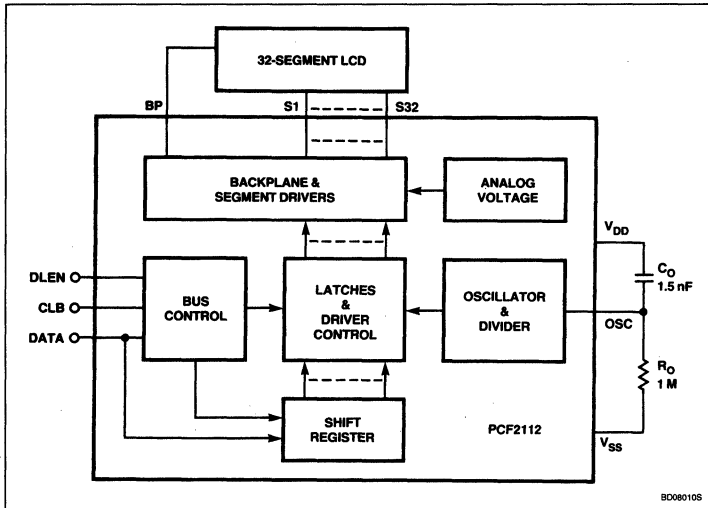 32-SEGMENT LCD
BP
S1
S32
BACKPLANE &
SEGMENT DRIVERS
ANALOG
VOLTAGE
VDD
CO
1.5 nF
DLEN
CLB
DATA
BUS
CONTROL
LATCHES
&
DRIVER
CONTROL
OSCILLATOR
&
DIVIDER
OSC
RO
1 M
SHIFT
REGISTER
PCF2112
VSS
BD08010S